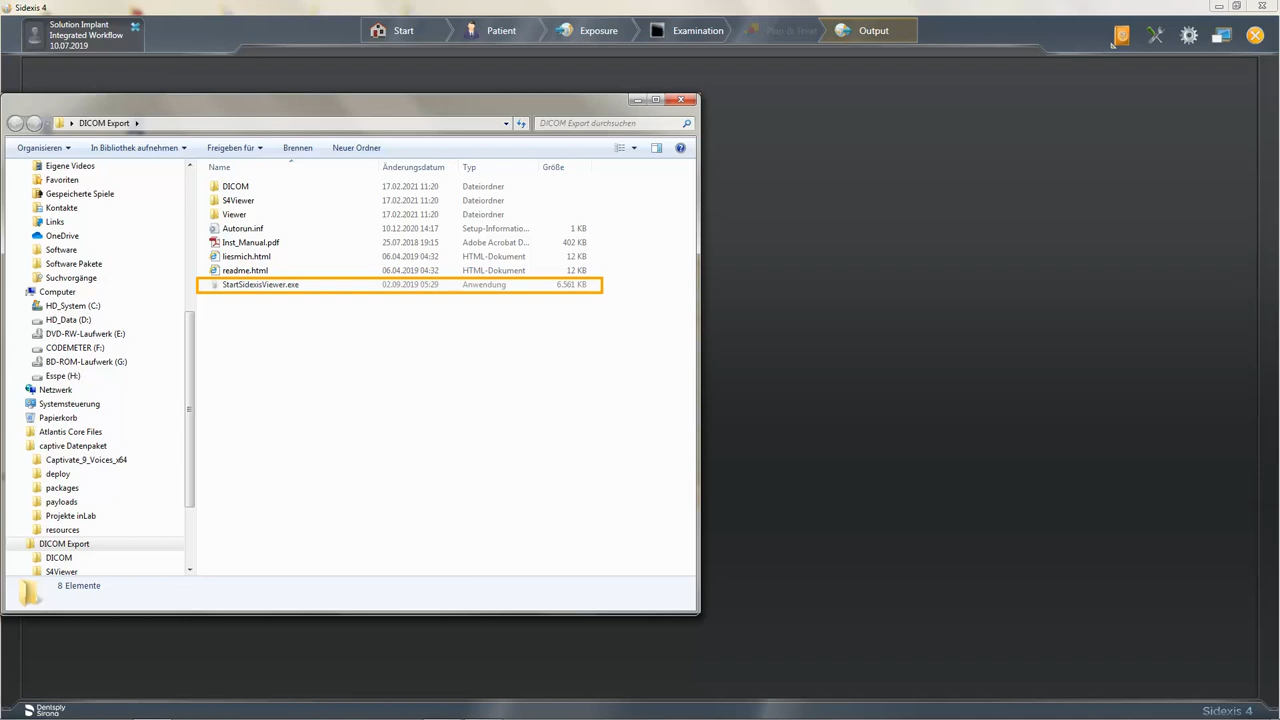 Sidexis 4
Solution Implant
Integrated Workflow
10.07.2019
Start
Patient
Exposure
Examination
Plan & Treat
Output
DICOM Export
DICOM Export durchsuchen
Organisieren
In Bibliothek aufnehmen
Freigeben für
Brennen
Neuer Ordner
Eigene Videos
Favoriten
Gespeicherte Spiele
Kontakte
Links
OneDrive
Software
Software Pakete
Suchvorgänge
Computer
HD_System (C:)
HD_Data (D:)
DVD-RW-Laufwerk (E:)
CODEMETER (F:)
BD-ROM-Laufwerk (G:)
Esspe (H:)
Netzwerk
Systemsteuerung
Papierkorb
Atlantis Core Files
captive Datenpaket
Captivate_9_Voices_x64
deploy
packages
payloads
Projekte inLab
resources
DICOM Export
DICOM
S4Viewer
Name Änderungsdatum Typ Größe
DICOM 17.02.2021 11:20 Dateiordner
S4Viewer 17.02.2021 11:20 Dateiordner
Viewer 17.02.2021 11:20 Dateiordner
Autorun.inf 10.12.2020 14:17 Setup-Informatio... 1 KB
Inst_Manual.pdf 25.07.2018 19:15 Adobe Acrobat D... 402 KB
liesmich.html 06.04.2019 04:32 HTML-Dokument 12 KB
readme.html 06.04.2019 04:32 HTML-Dokument 12 KB
StartSidexisViewer.exe 02.09.2019 05:29 Anwendung 6.561 KB
8 Elemente
Dentsply
Sirona
Sidexis 4